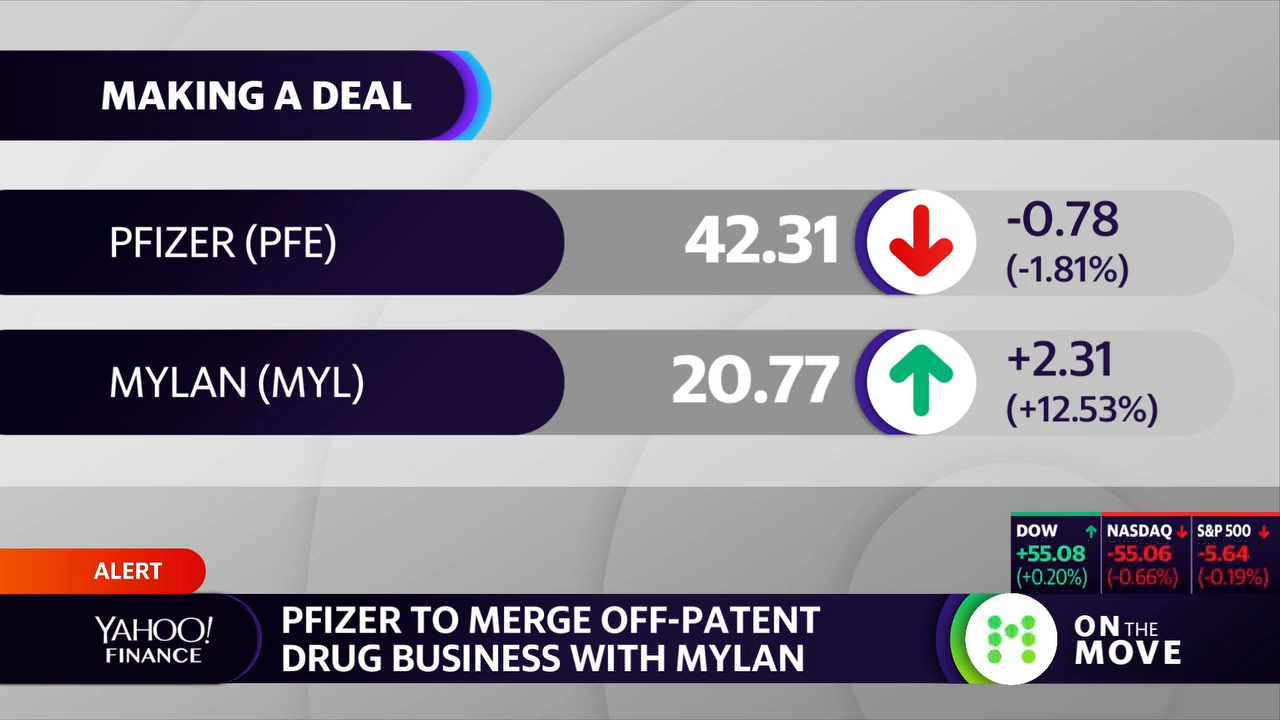 MAKING A DEAL
PFIZER (PFE)
42.31
-0.78
(-1.81%)
MYLAN (MYL)
20.77
+2.31
(+12.53%)
DOW
+55.08
(+0.20%)
NASDAQ
-55.06
(-0.66%)
S&P 500
-5.64
(-0.19%)
ALERT
YAHOO!
FINANCE
PFIZER TO MERGE OFF-PATENT
DRUG BUSINESS WITH MYLAN
ON THE
MOVE